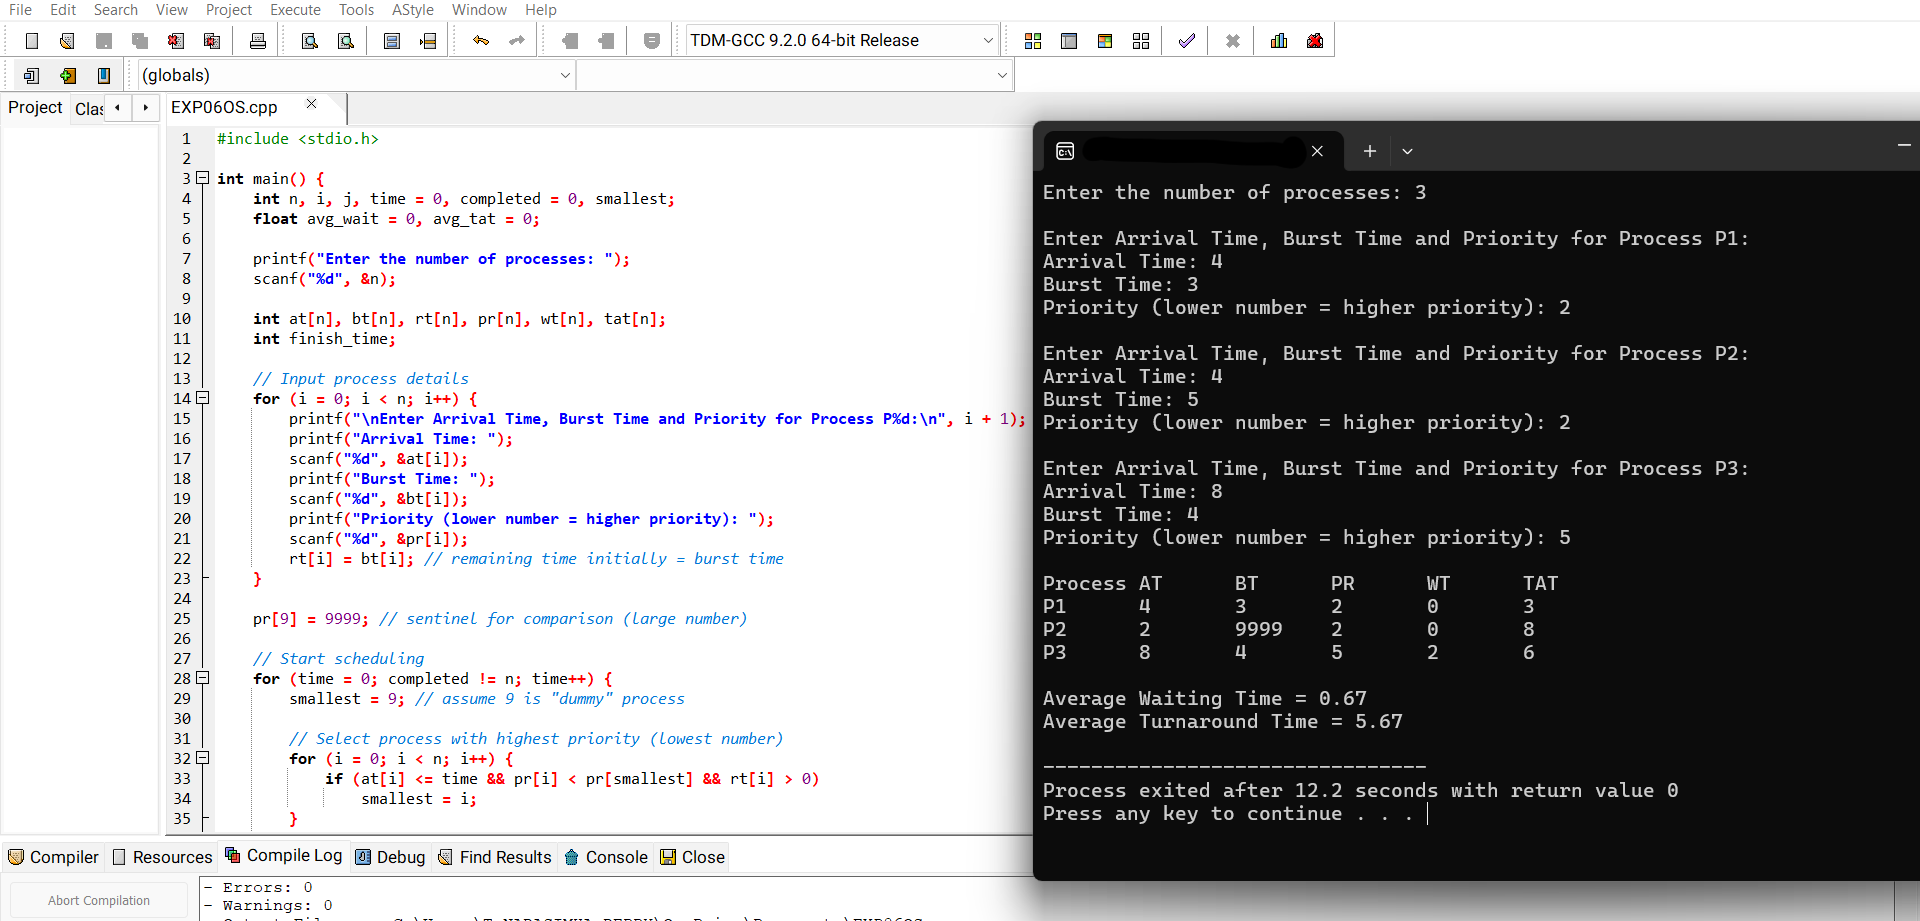 File Edit Search View Project Execute Tools AStyle Window Help
TDM-GCC 9.2.0 64-bit Release
(globals)
Project Clas EXP06OS.cpp
1 #include <stdio.h>
2
3 int main() {
4 int n, i, j, time = 0, completed = 0, smallest;
5 float avg_wait = 0, avg_tat = 0;
6
7 printf("Enter the number of processes: ");
8 scanf("%d", &n);
9
10 int at[n], bt[n], rt[n], pr[n], wt[n], tat[n];
11 int finish_time;
12
13 // Input process details
14 for (i = 0; i < n; i++) {
15 printf("\nEnter Arrival Time, Burst Time and Priority for Process P%d:\n", i + 1);
16 printf("Arrival Time: ");
17 scanf("%d", &at[i]);
18 printf("Burst Time: ");
19 scanf("%d", &bt[i]);
20 printf("Priority (lower number = higher priority): ");
21 scanf("%d", &pr[i]);
22 rt[i] = bt[i]; // remaining time initially = burst time
23 }
24
25 pr[9] = 9999; // sentinel for comparison (large number)
26
27 // Start scheduling
28 for (time = 0; completed != n; time++) {
29 smallest = 9; // assume 9 is "dummy" process
30
31 // Select process with highest priority (lowest number)
32 for (i = 0; i < n; i++) {
33 if (at[i] <= time && pr[i] < pr[smallest] && rt[i] > 0)
34 smallest = i;
35 }
Compiler Resources Compile Log Debug Find Results Console Close
Abort Compilation
- Errors: 0
- Warnings: 0
Enter the number of processes: 3
Enter Arrival Time, Burst Time and Priority for Process P1:
Arrival Time: 4
Burst Time: 3
Priority (lower number = higher priority): 2
Enter Arrival Time, Burst Time and Priority for Process P2:
Arrival Time: 4
Burst Time: 5
Priority (lower number = higher priority): 2
Enter Arrival Time, Burst Time and Priority for Process P3:
Arrival Time: 8
Burst Time: 4
Priority (lower number = higher priority): 5
Process AT BT PR WT TAT
P1 4 3 2 0 3
P2 2 9999 2 0 8
P3 8 4 5 2 6
Average Waiting Time = 0.67
Average Turnaround Time = 5.67
--------------------------------
Process exited after 12.2 seconds with return value 0
Press any key to continue . . .